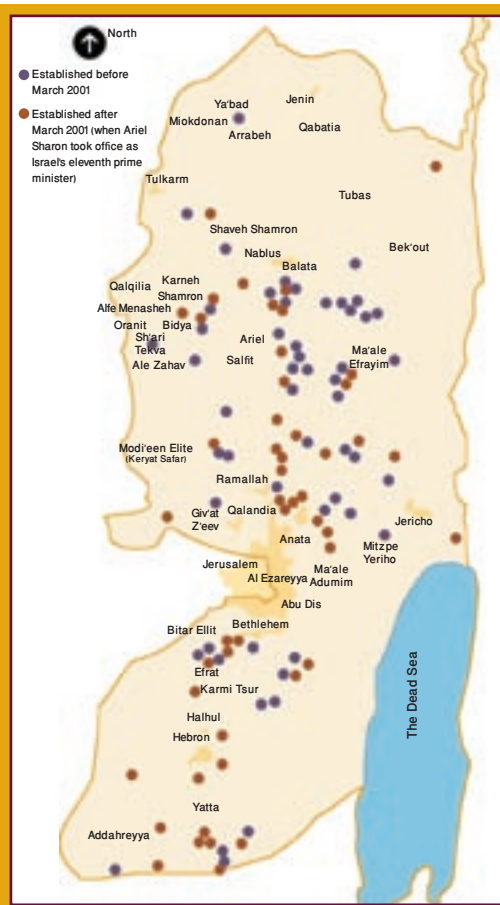 North
Established before
March 2001
Established after
March 2001 (when Ariel
Sharon took office as
Israel's eleventh prime
minister)
Ya'bad
Jenin
Miokdonan
Arrabeh
Qabatia
Tulkarm
Tubas
Shaveh Shamron
Bek'out
Nablus
Balata
Qalqilia
Karneh
Shamron
Alfe Menasheh
Oranit
Bidya
Sh'ari
Tekva
Ale Zahav
Ariel
Salfit
Ma'ale
Efrayim
Modi'een Elite
(Keryat Safar)
Ramallah
Giv'at
Z'eev
Qalandia
Jericho
Anata
Mitzpe
Yeriho
Jerusalem
Al Ezareyya
Ma'ale
Adumim
Abu Dis
Bethlehem
Bitar Ellit
Efrat
Karmi Tsur
The Dead Sea
Halhul
Hebron
Yatta
Addahreyya